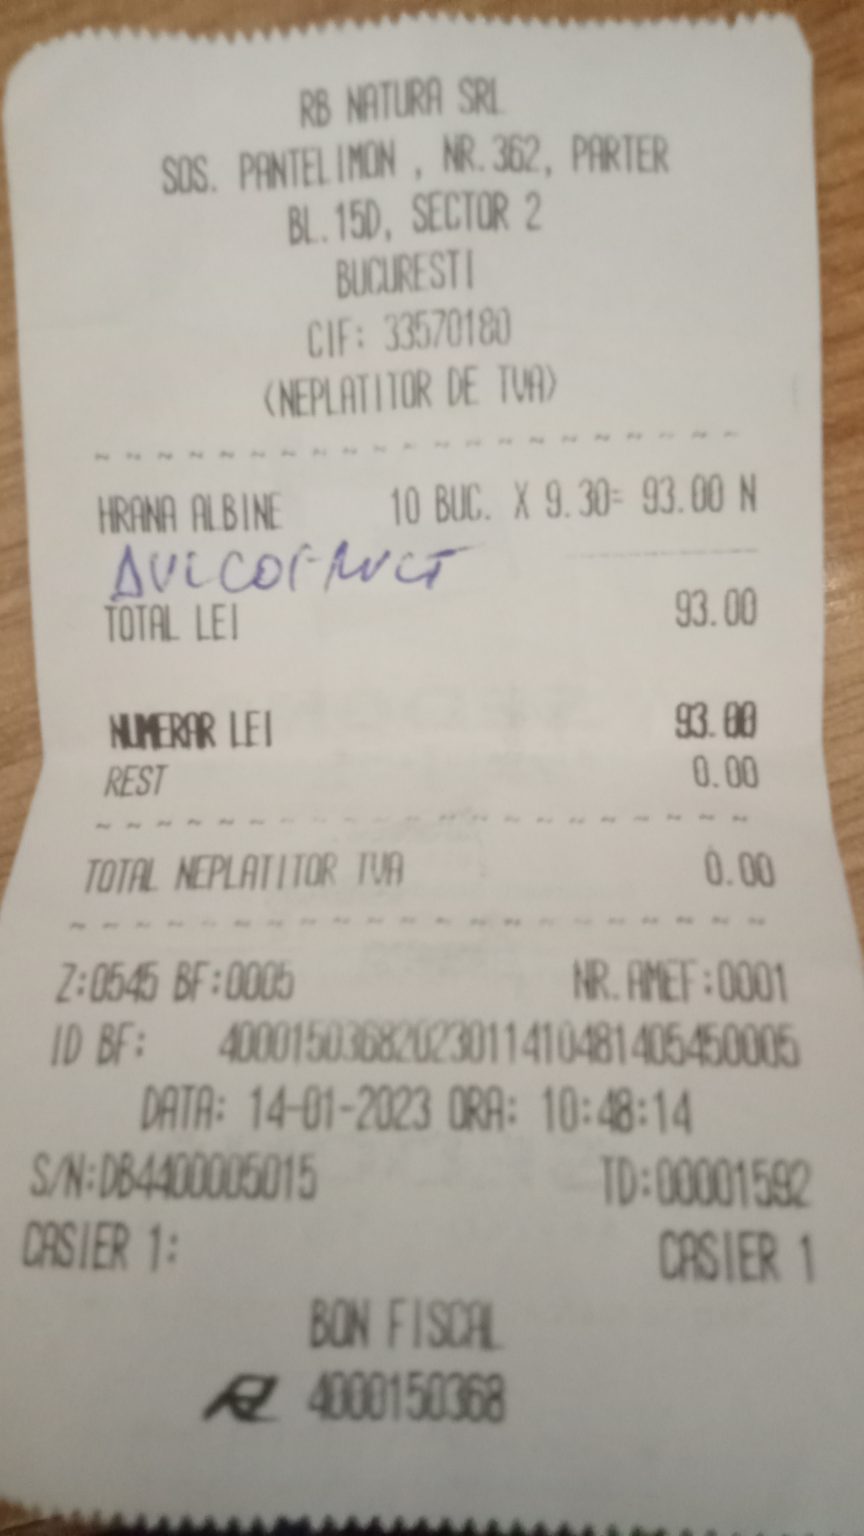 RB NATURA SRL
SOS. PANTELIMON , NR.362, PARTER
BL.15D, SECTOR 2
BUCURESTI
CIF: 33570180
(NEPLATITOR DE TVA)
HRANA ALBINE 10 BUC. X 9.30= 93.00 N
TOTAL LEI 93.00
NUMERAR LEI 93.00
REST 0.00
TOTAL NEPLATITOR TVA 0.00
Z:0545 BF:0005 NR.AMEF:0001
ID BF: 4000150368202301141048140545​0005
DATA: 14-01-2023 ORA: 10:48:14
S/N:DB4400005015 TD:00001592
CASIER 1: CASIER 1
BON FISCAL
4000150368